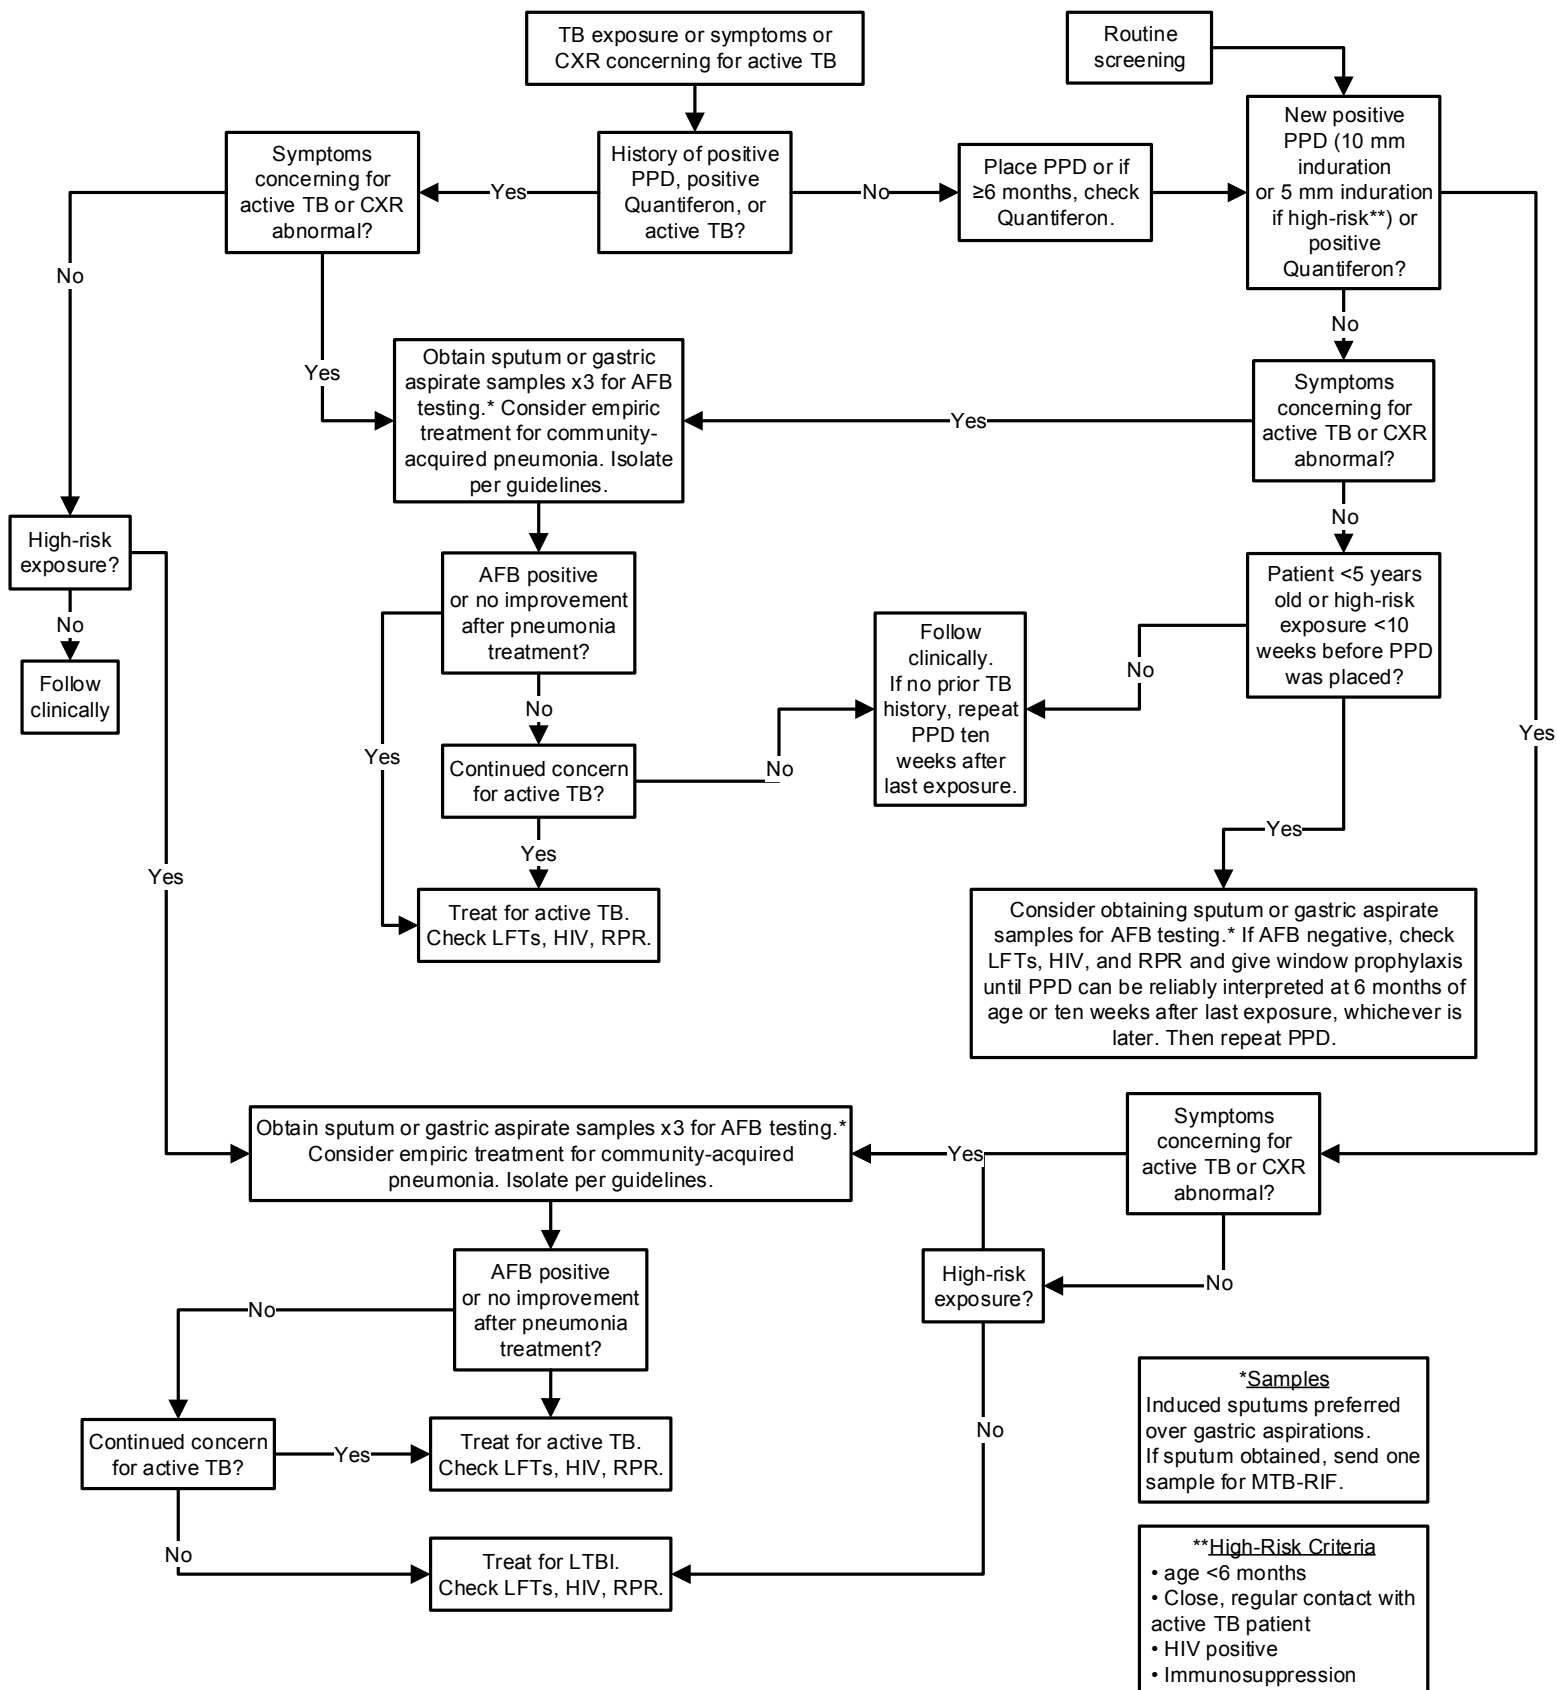 TB exposure or symptoms or
CXR concerning for active TB
Routine
screening
Symptoms
concerning for
active TB or CXR
abnormal?
Yes
History of positive
PPD, positive
Quantiferon, or
active TB?
No
Place PPD or if
≥6 months, check
Quantiferon.
New positive
PPD (10 mm
induration
or 5 mm induration
if high-risk**) or
positive
Quantiferon?
No
Yes
No
Obtain sputum or gastric
aspirate samples x3 for AFB
testing.* Consider empiric
treatment for community-
acquired pneumonia. Isolate
per guidelines.
Yes
Symptoms
concerning for
active TB or CXR
abnormal?
No
High-risk
exposure?
No
Follow
clinically
AFB positive
or no improvement
after pneumonia
treatment?
No
Yes
Continued concern
for active TB?
No
Yes
Treat for active TB.
Check LFTs, HIV, RPR.
Follow
clinically.
If no prior TB
history, repeat
PPD ten
weeks after
last exposure.
No
Patient <5 years
old or high-risk
exposure <10
weeks before PPD
was placed?
Yes
Yes
Yes
Consider obtaining sputum or gastric aspirate
samples for AFB testing.* If AFB negative, check
LFTs, HIV, and RPR and give window prophylaxis
until PPD can be reliably interpreted at 6 months of
age or ten weeks after last exposure, whichever is
later. Then repeat PPD.
Obtain sputum or gastric aspirate samples x3 for AFB testing.*
Consider empiric treatment for community-acquired
pneumonia. Isolate per guidelines.
Yes
Symptoms
concerning for
active TB or CXR
abnormal?
No
High-risk
exposure?
AFB positive
or no improvement
after pneumonia
treatment?
No
Continued concern
for active TB?
Yes
Treat for active TB.
Check LFTs, HIV, RPR.
No
No
Treat for LTBI.
Check LFTs, HIV, RPR.
*Samples
Induced sputums preferred
over gastric aspirations.
If sputum obtained, send one
sample for MTB-RIF.
**High-Risk Criteria
• age <6 months
• Close, regular contact with
active TB patient
• HIV positive
• Immunosuppression